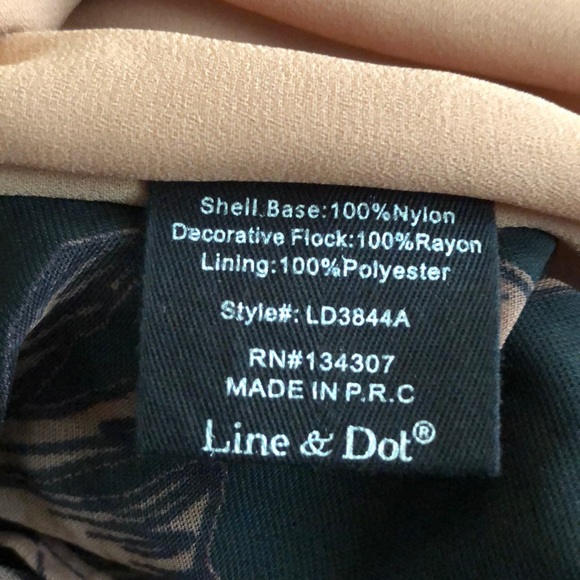 Shell.Base:100%Nylon
Decorative Flock:100%Rayon
Lining:100%Polyester
Style#: LD3844A
RN#134307
MADE IN P.R.C
Line & Dot®